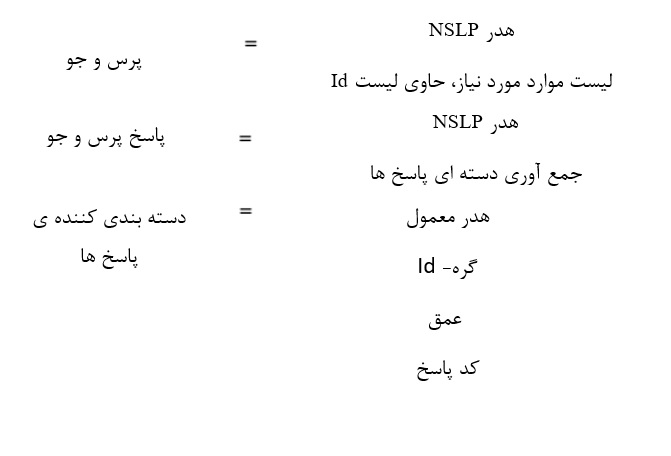 هدر NSLP
پرس و جو
=
لیست موارد مورد نیاز، حاوی لیست Id
هدر NSLP
پاسخ پرس و جو
=
جمع آوری دسته ای پاسخ ها
هدر معمول
=
دسته بندی کننده ی
پاسخ ها
گره- Id
عمق
کد پاسخ